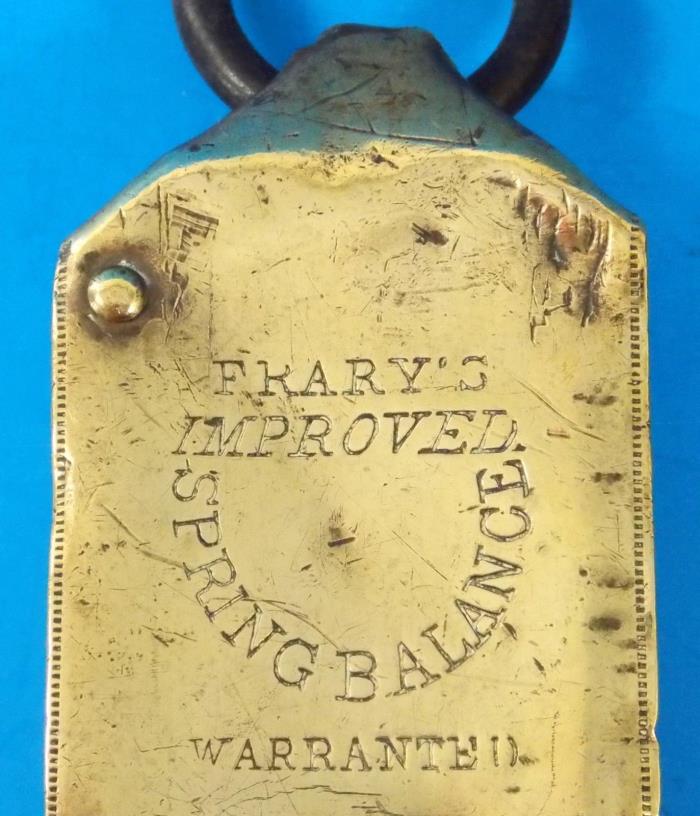 FRARY'S
IMPROVED
SPRING BALANCE
WARRANTED